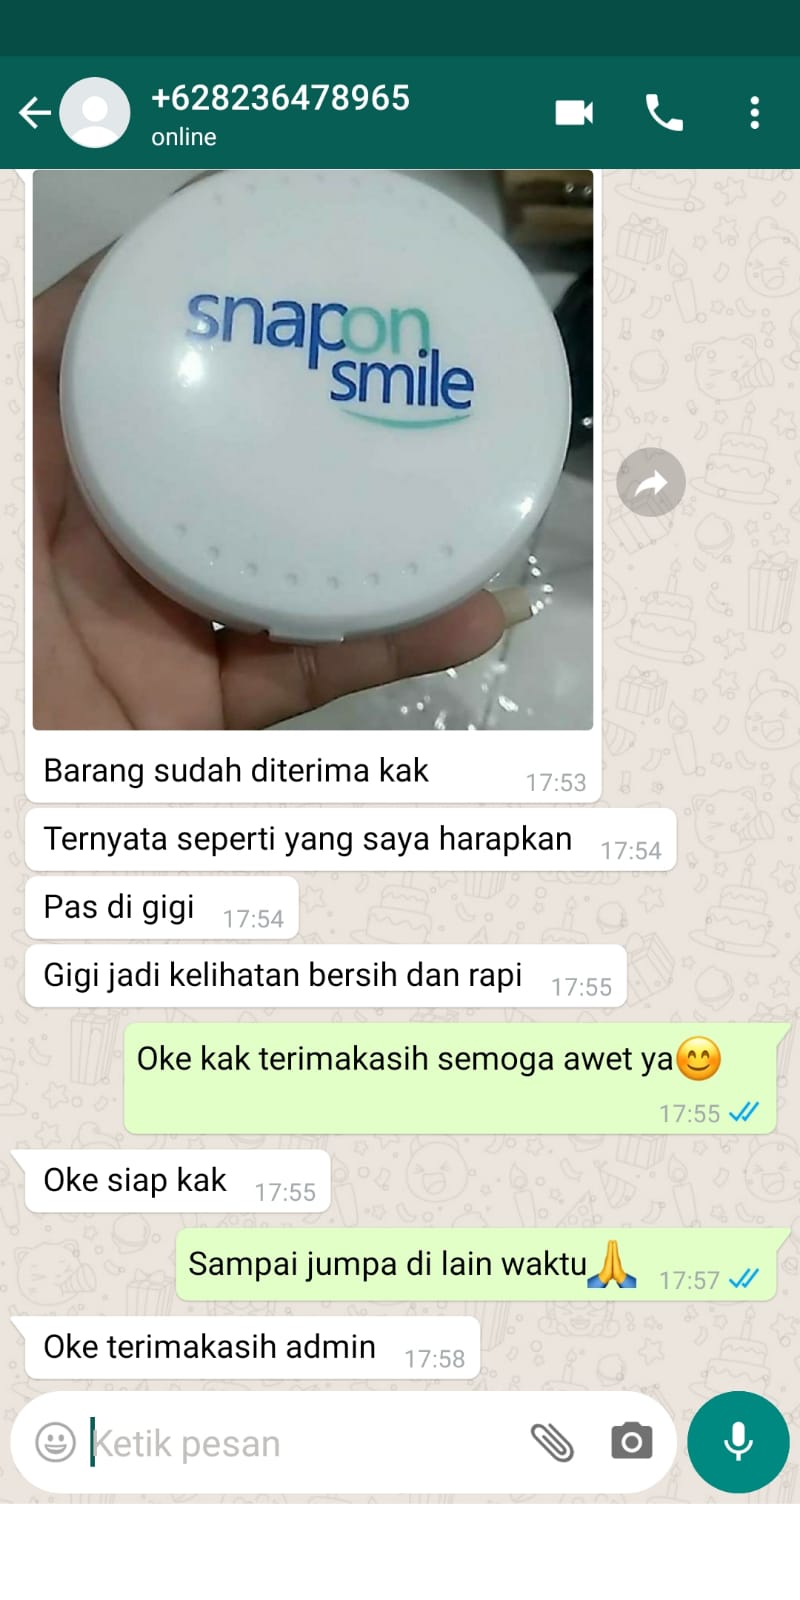 +628236478965
online
snapon
smile
Barang sudah diterima kak
17:53
Ternyata seperti yang saya harapkan
17:54
Pas di gigi
17:54
Gigi jadi kelihatan bersih dan rapi
17:55
Oke kak terimakasih semoga awet ya😊
17:55
Oke siap kak
17:55
Sampai jumpa di lain waktu🙏
17:57
Oke terimakasih admin
17:58
Ketik pesan